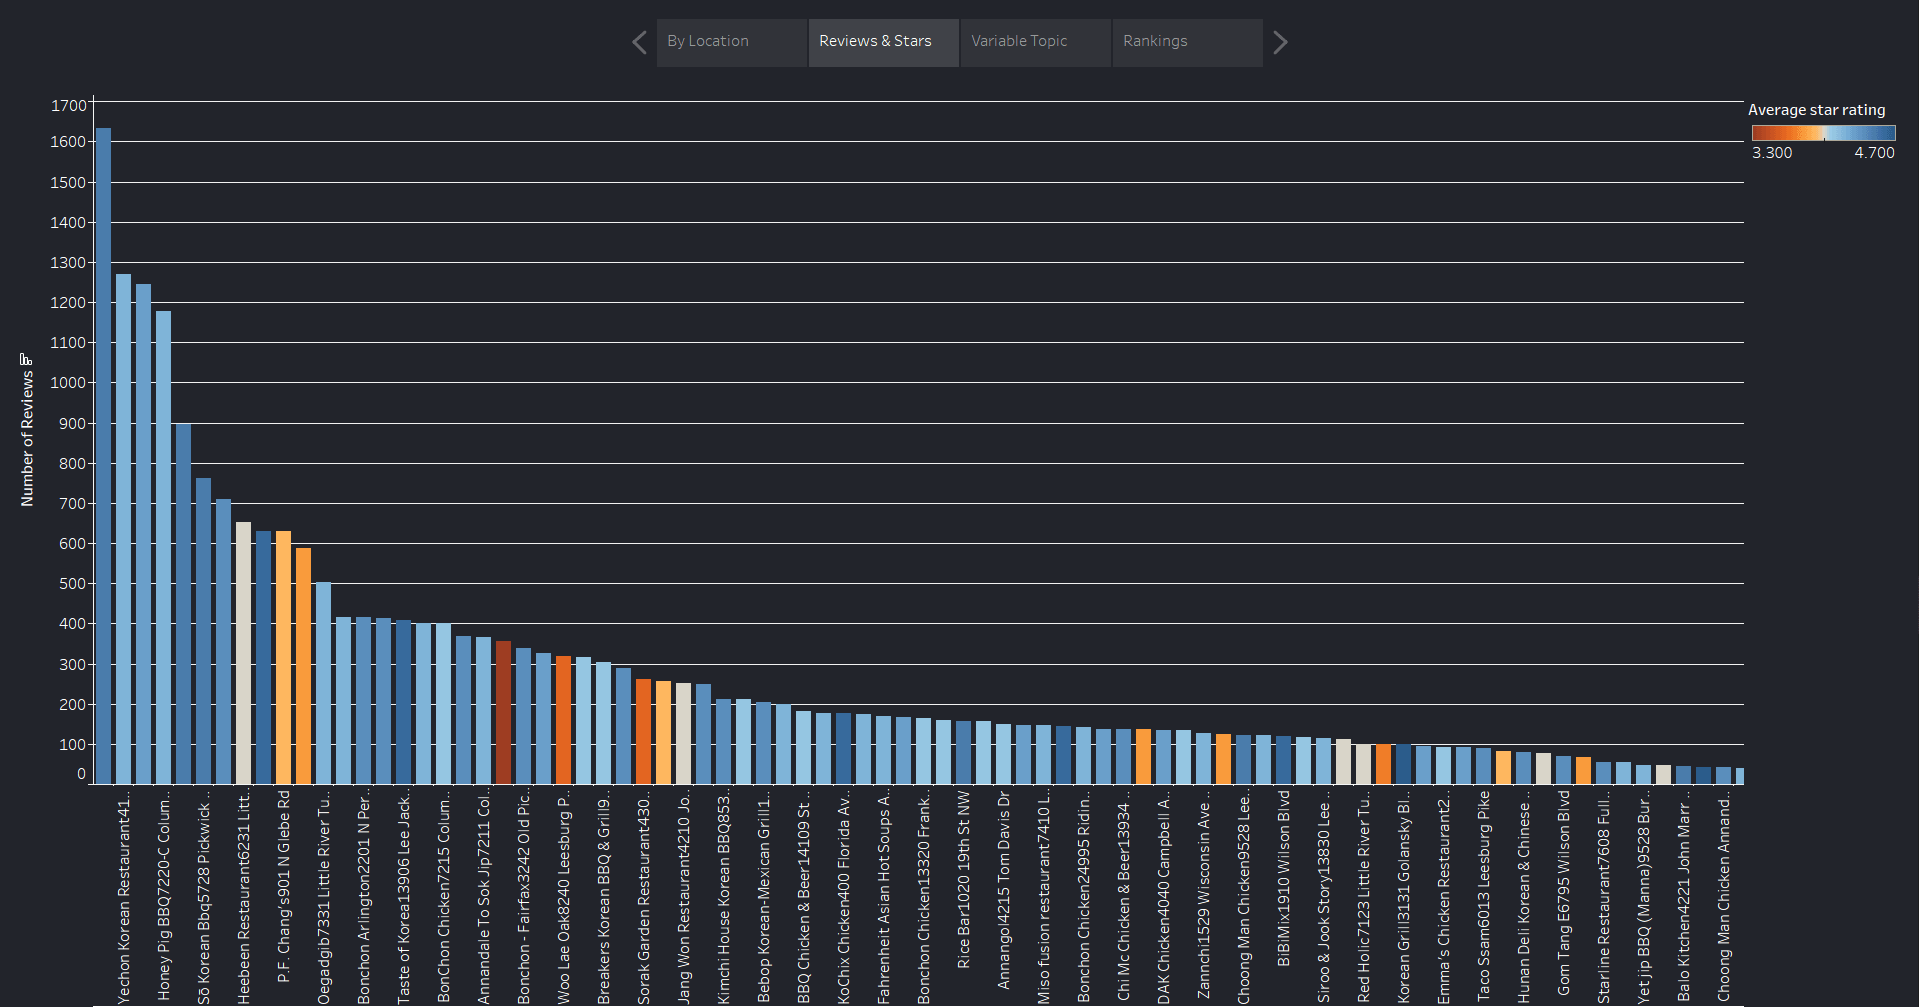 By Location
Reviews & Stars
Variable Topic
Rankings
Average star rating
3.300
4.700
Number of Reviews
1700
1600
1500
1400
1300
1200
1100
1000
900
800
700
600
500
400
300
200
100
0
Yechon Korean Restaurant41..
Honey Pig BBQ7220-C Colum..
Sō Korean Bbq5728 Pickwick ..
Heebeen Restaurant6231 Litt..
P.F. Chang's901 N Glebe Rd
Oegadgib7331 Little River Tu..
Bonchon Arlington2201 N Per..
Taste of Korea13906 Lee Jack..
BonChon Chicken7215 Colum..
Annandale To Sok Jip7211 Col..
Bonchon - Fairfax3242 Old Pic..
Woo Lae Oak8240 Leesburg P..
Breakers Korean BBQ & Grill9..
Sorak Garden Restaurant430..
Jang Won Restaurant4210 Jo..
Kimchi House Korean BBQ853..
Bebop Korean-Mexican Grill1..
BBQ Chicken & Beer14109 St ..
KoChix Chicken400 Florida Av..
Fahrenheit Asian Hot Soups A..
Bonchon Chicken13320 Frank..
Rice Bar1020 19th St NW
Annangol4215 Tom Davis Dr
Miso fusion restaurant7410 L..
Bonchon Chicken24995 Ridin..
Chi Mc Chicken & Beer13934 ..
DAK Chicken4040 Campbell A..
Zannchi1529 Wisconsin Ave ..
Choong Man Chicken9528 Lee..
BiBiMix1910 Wilson Blvd
Siroo & Jook Story13830 Lee ..
Red Holic7123 Little River Tu..
Korean Grill3131 Golansky Bl..
Emma's Chicken Restaurant2..
Taco Ssam6013 Leesburg Pike
Hunan Deli Korean & Chinese ..
Gom Tang E6795 Wilson Blvd
Starline Restaurant7608 Full..
Yet jip BBQ (Manna)9528 Bur..
Balo Kitchen4221 John Marr ..
Choong Man Chicken Annand..